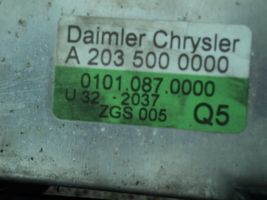 Daimler Chrysler
A 203 500 0000
0101.087.0000
U 32 - 2037
ZGS 005 Q5